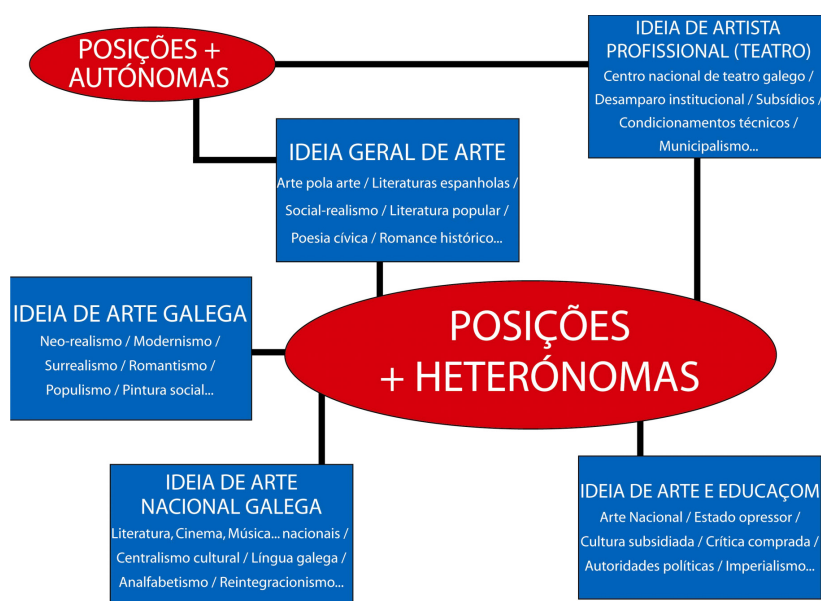 POSIÇÕES +
AUTÓNOMAS
IDEIA DE ARTISTA
PROFISSIONAL (TEATRO)
Centro nacional de teatro galego /
Desamparo institucional / Subsídios /
Condicionamentos técnicos /
Municipalismo...
IDEIA GERAL DE ARTE
Arte pola arte / Literaturas espanholas /
Social-realismo / Literatura popular /
Poesia cívica / Romance histórico...
IDEIA DE ARTE GALEGA
Neo-realismo / Modernismo /
Surrealismo / Romantismo /
Populismo / Pintura social...
POSIÇÕES
+ HETERÓNOMAS
IDEIA DE ARTE
NACIONAL GALEGA
Literatura, Cinema, Música... nacionais /
Centralismo cultural / Língua galega /
Analfabetismo / Reintegracionismo...
IDEIA DE ARTE E EDUCAÇOM
Arte Nacional / Estado opressor /
Cultura subsidiada / Crítica comprada /
Autoridades políticas / Imperialismo...